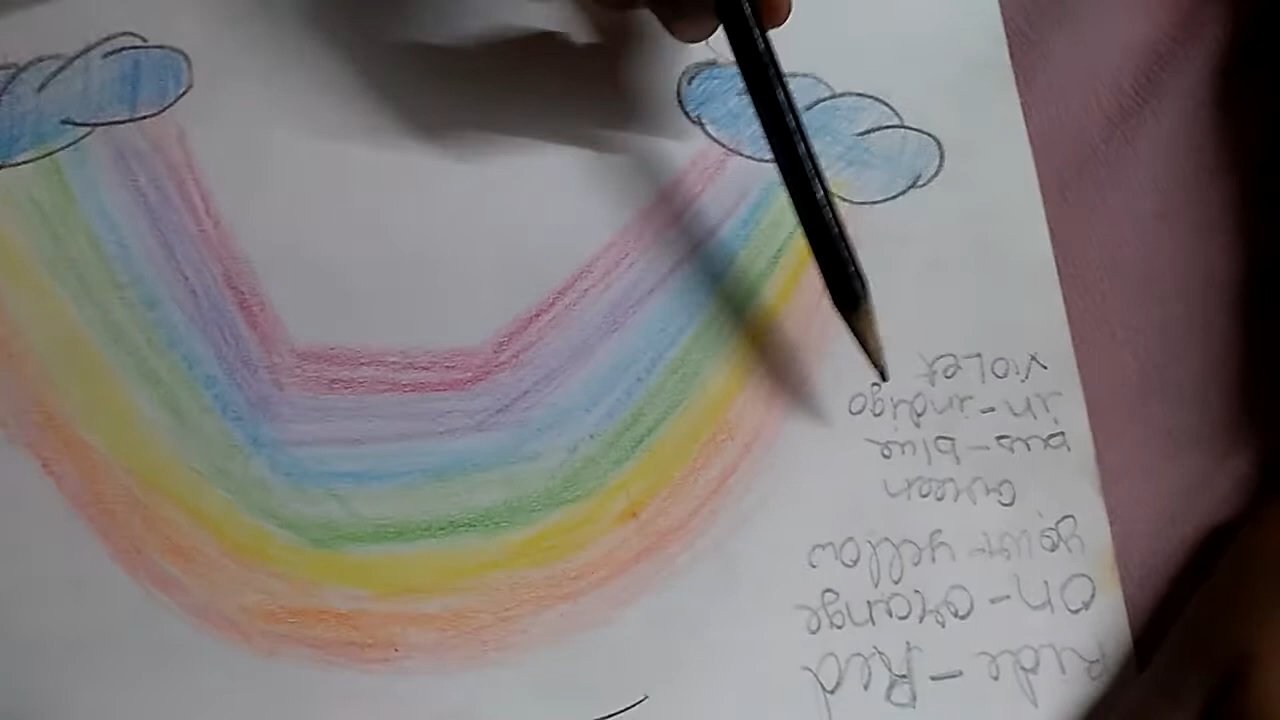 Ride - Red
on - orange
your - yellow
Green
bus - blue
in - indigo
violet